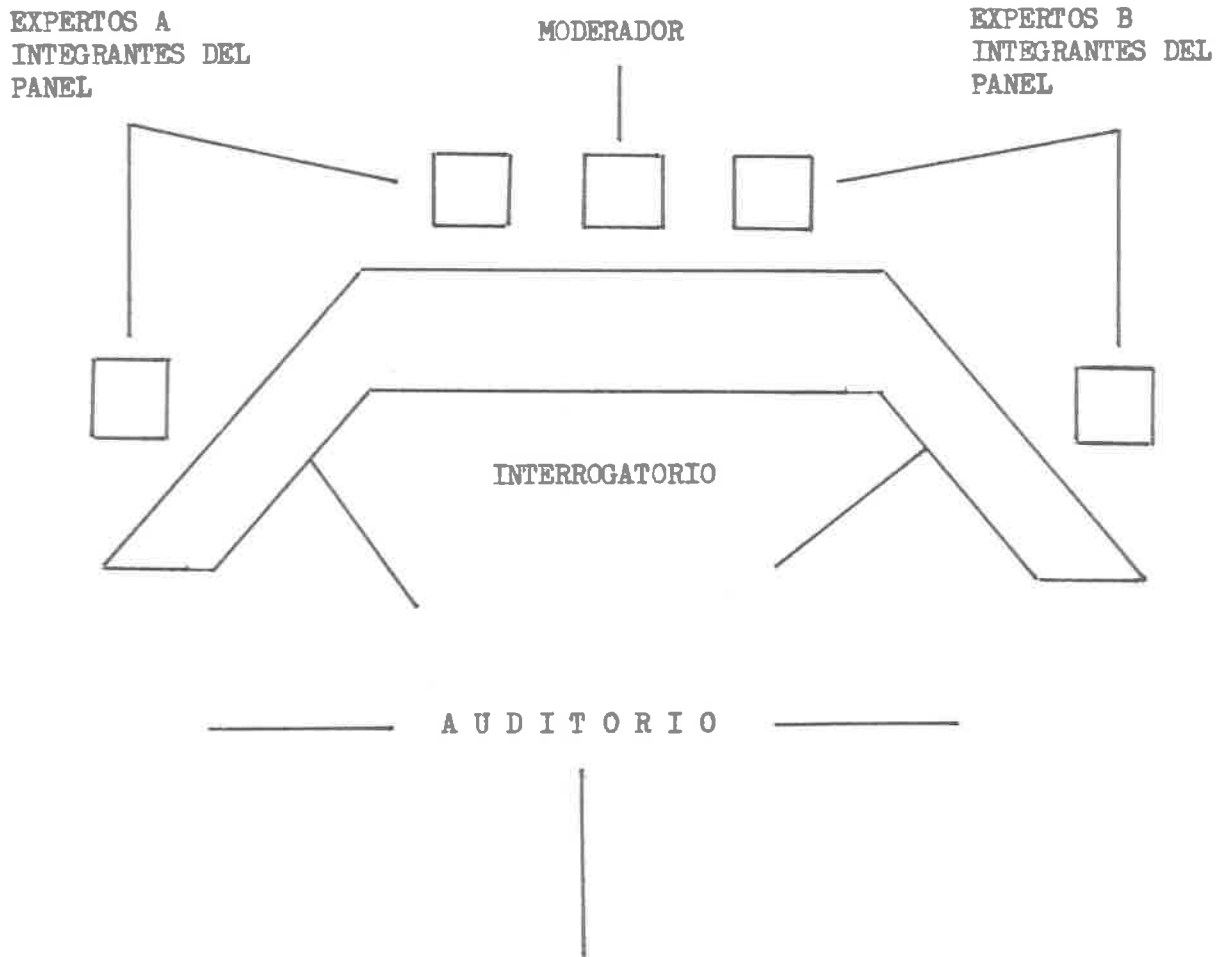 EXPERTOS A
INTEGRANTES DEL
PANEL
MODERADOR
EXPERTOS B
INTEGRANTES DEL
PANEL
INTERROGATORIO
A U D I T O R I O